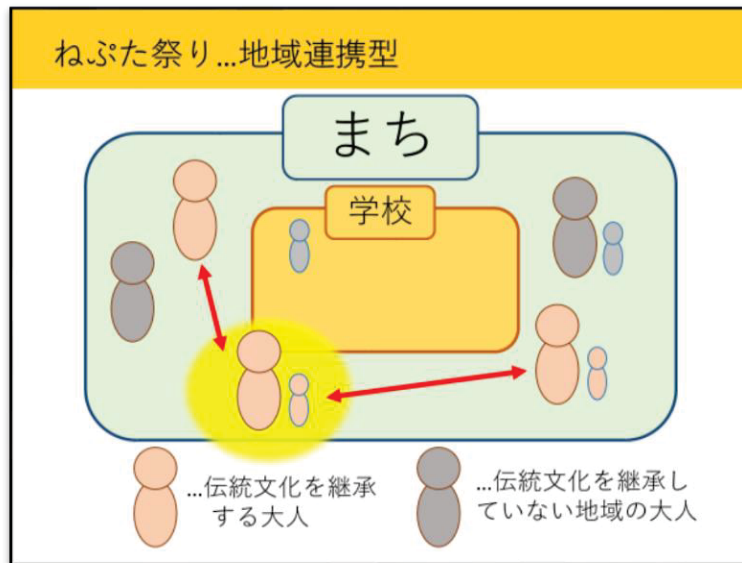 ねぷた祭り...地域連携型
まち
学校
...伝統文化を継承
する大人
...伝統文化を継承し
ていない地域の大人